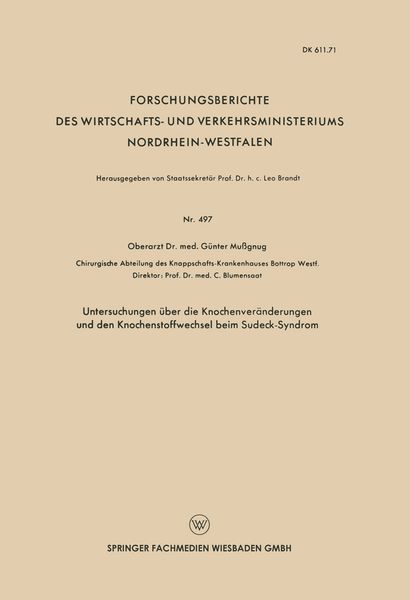 DK 611.71
FORSCHUNGSBERICHTE
DES WIRTSCHAFTS- UND VERKEHRSMINISTERIUMS
NORDRHEIN-WESTFALEN
Herausgegeben von Staatssekretär Prof. Dr. h. c. Leo Brandt
Nr. 497
Oberarzt Dr. med. Günter Mußgnug
Chirurgische Abteilung des Knappschafts-Krankenhauses Bottrop Westf.
Direktor: Prof. Dr. med. C. Blumensaat
Untersuchungen über die Knochenveränderungen
und den Knochenstoffwechsel beim Sudeck-Syndrom
SPRINGER FACHMEDIEN WIESBADEN GMBH